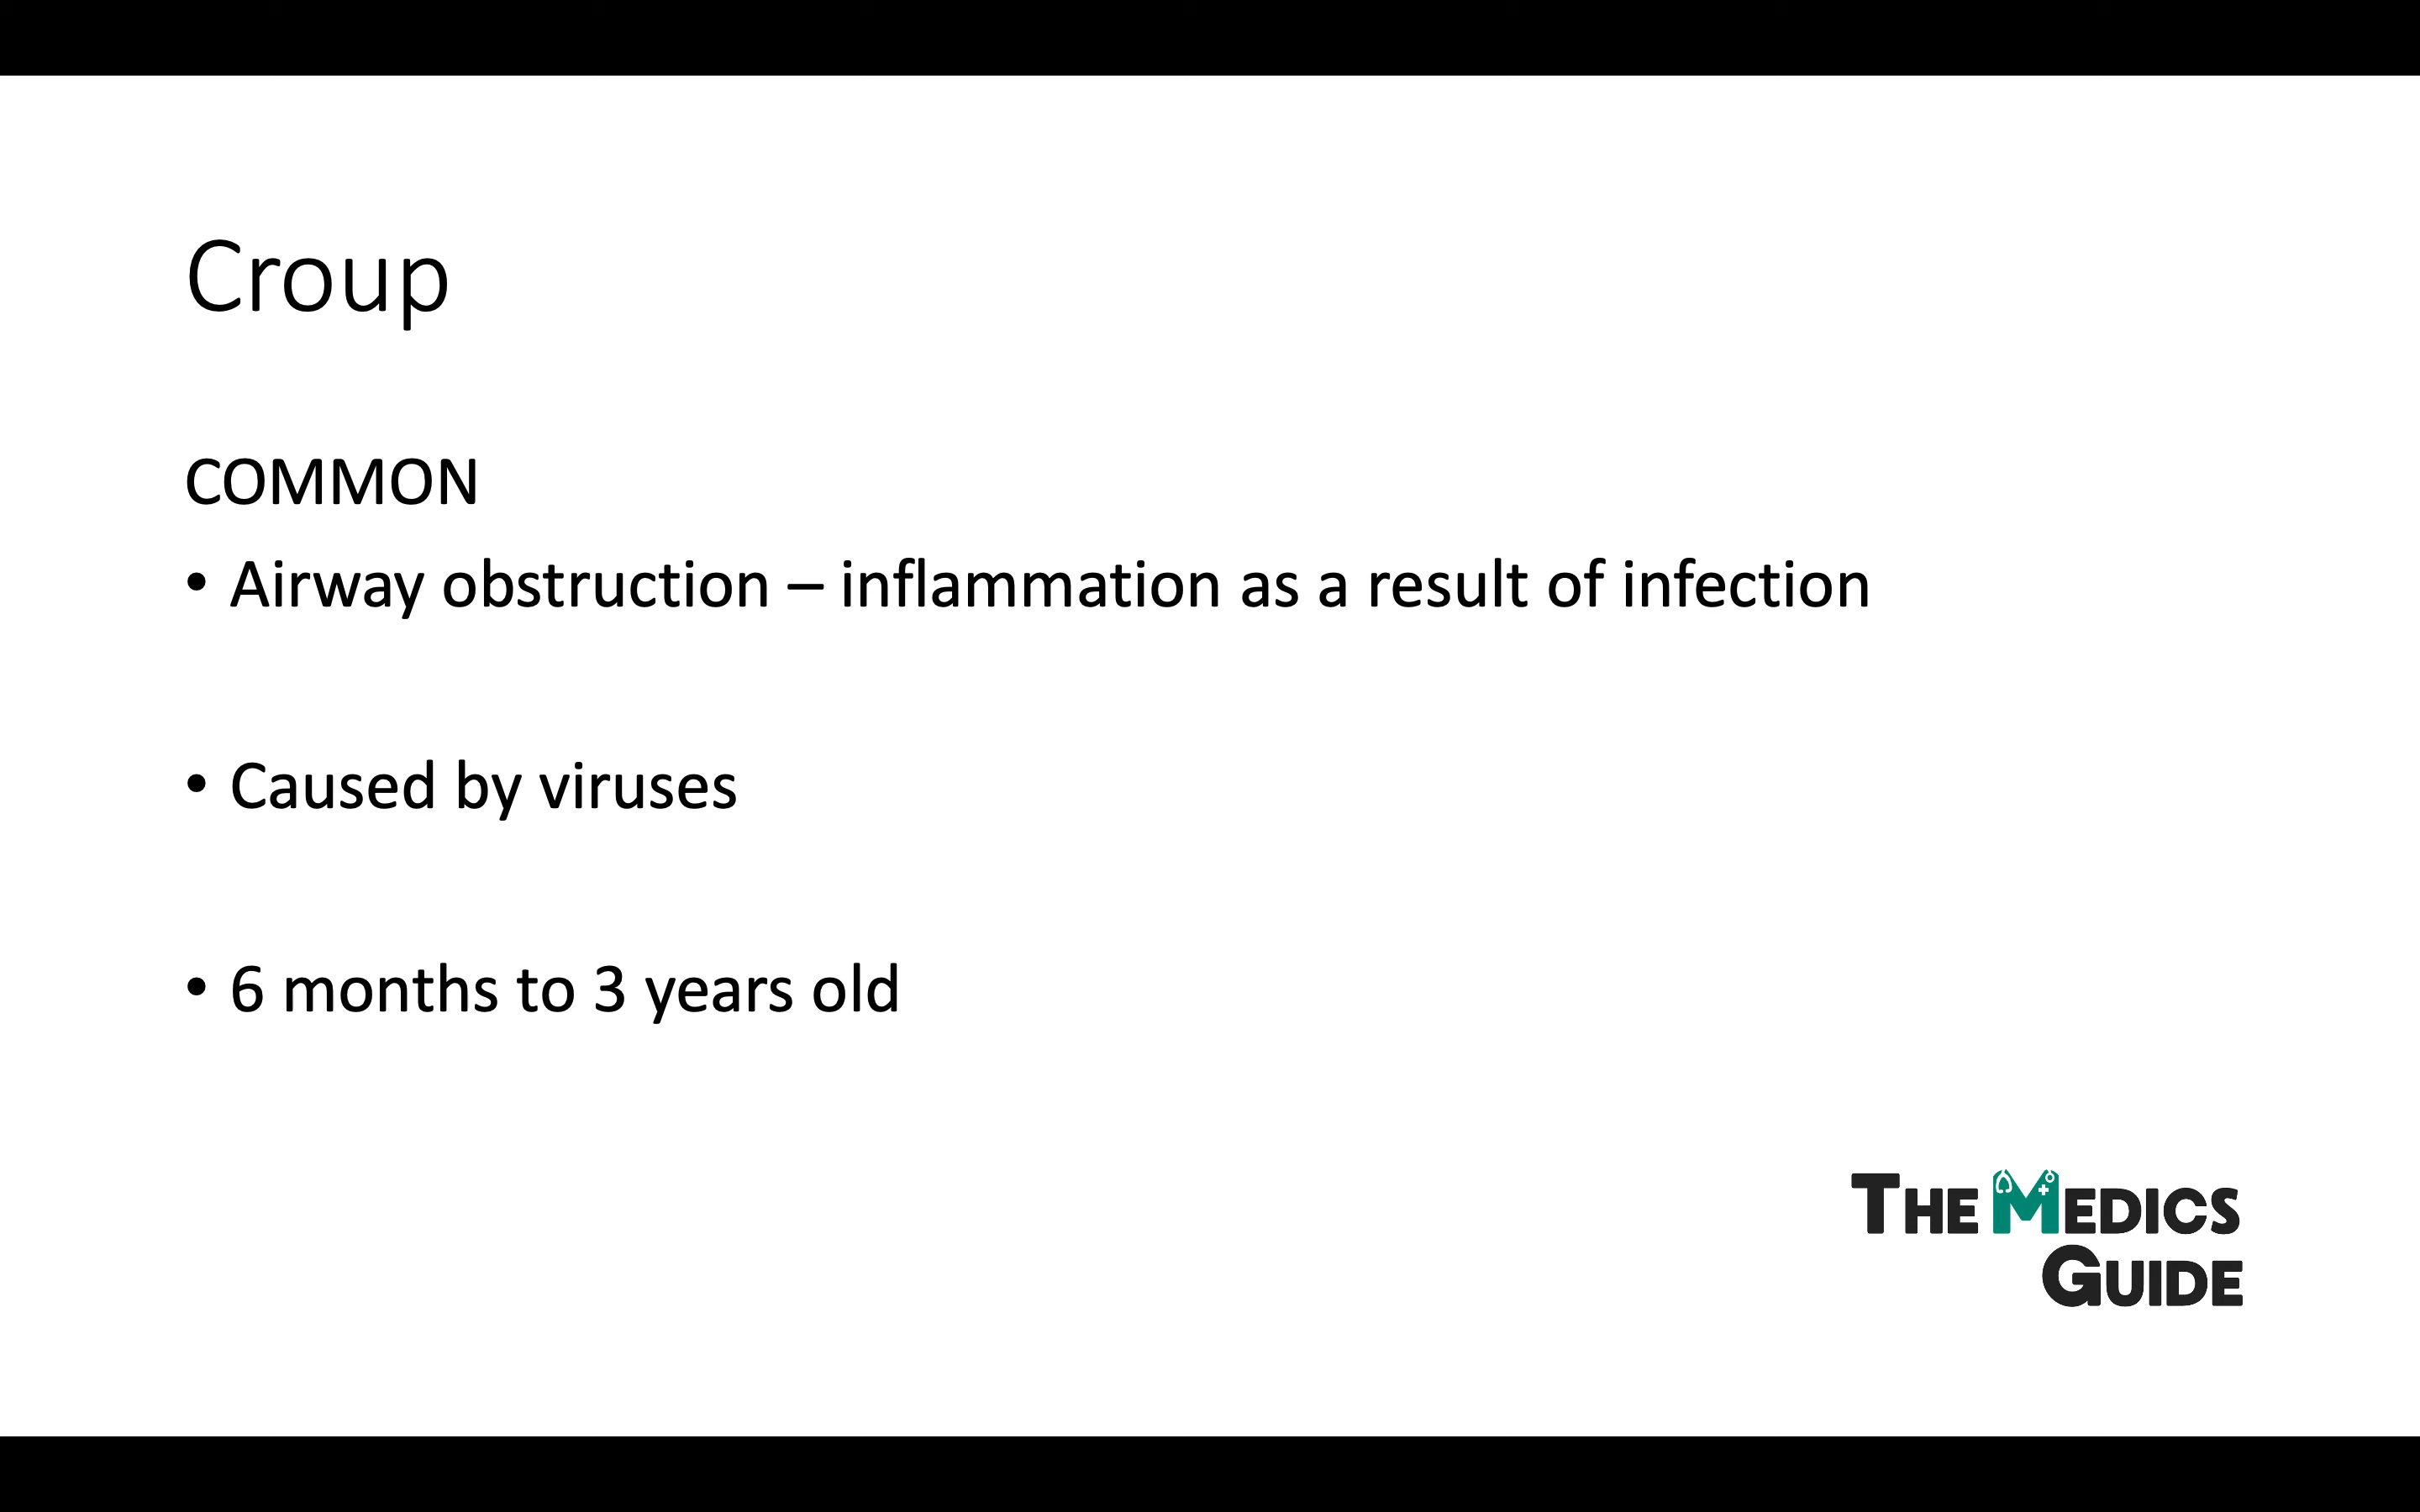 Croup
COMMON
• Airway obstruction – inflammation as a result of infection
• Caused by viruses
• 6 months to 3 years old
THE MEDICS
GUIDE